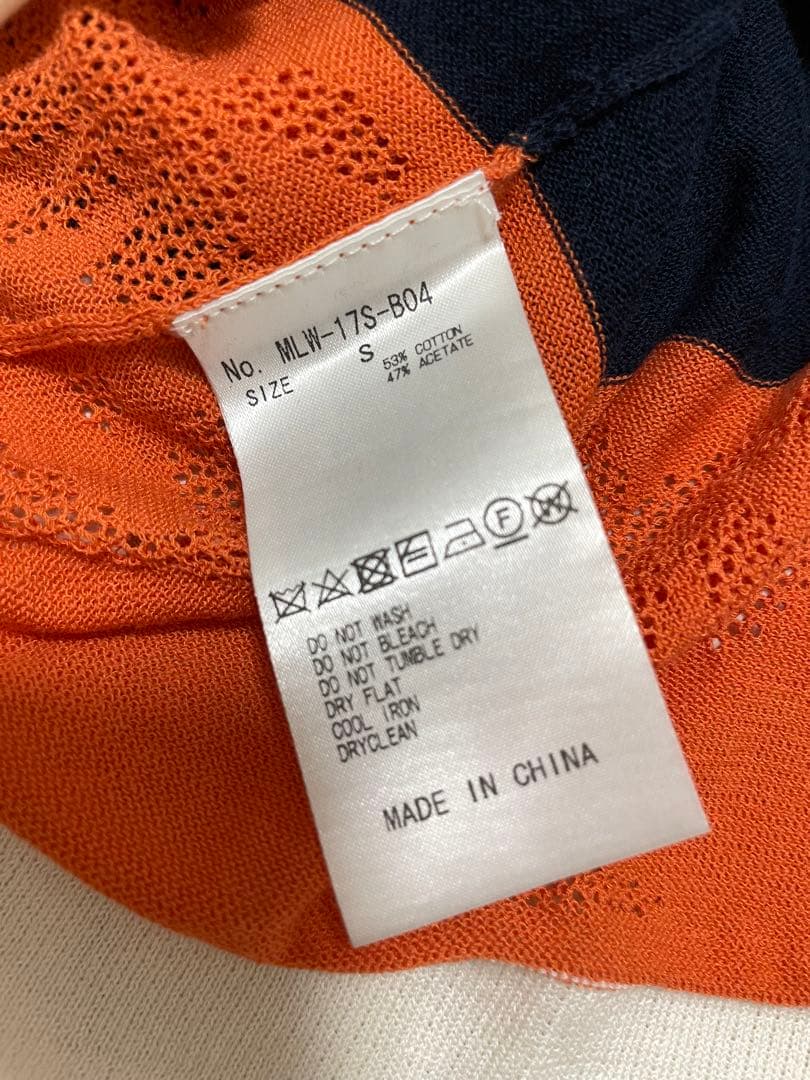 No. MLW-17S-B04
SIZE S 53% COTTON
47% ACETATE
F W
DO NOT WASH
DO NOT BLEACH
DO NOT TUMBLE DRY
DRY FLAT
COOL IRON
DRYCLEAN
MADE IN CHINA